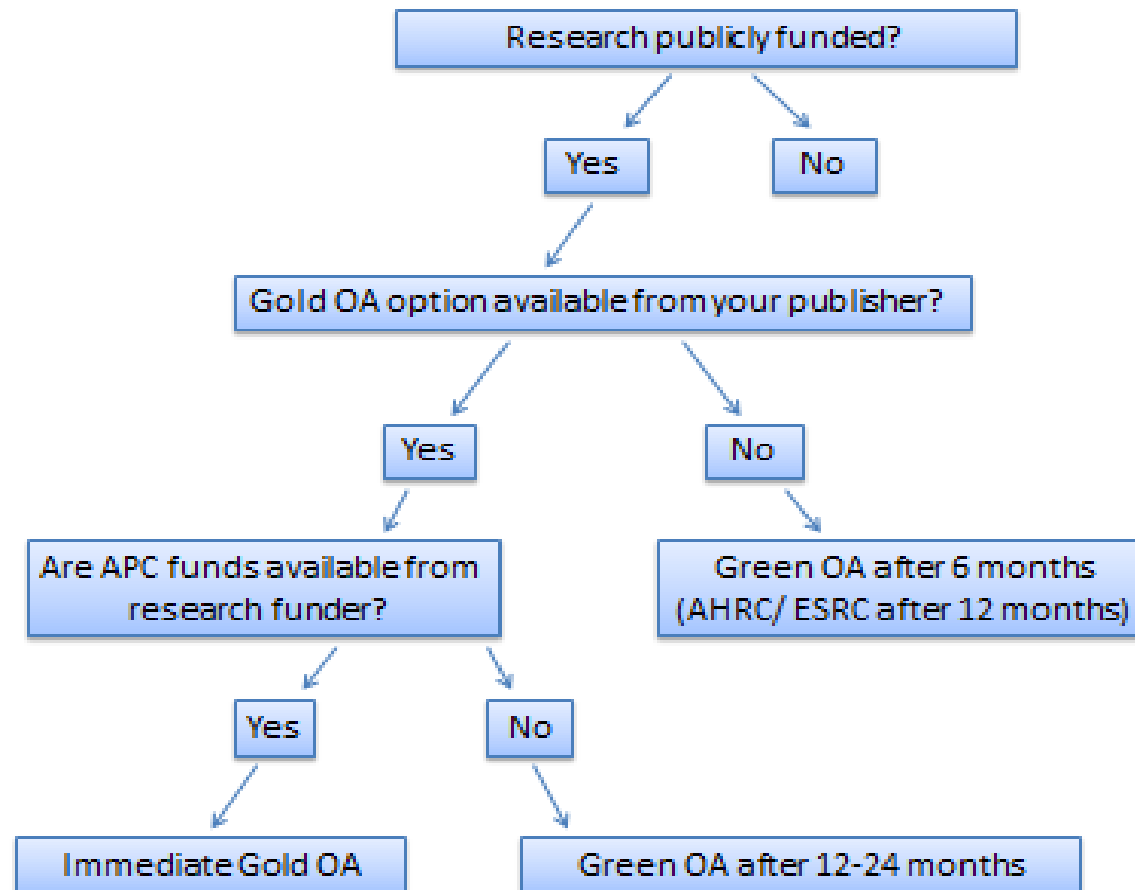 Research publicly funded?
Yes
No
Gold OA option available from your publisher?
Yes
No
Are APC funds available from
research funder?
Green OA after 6 months
(AHRC/ ESRC after 12 months)
Yes
No
Immediate Gold OA
Green OA after 12-24 months